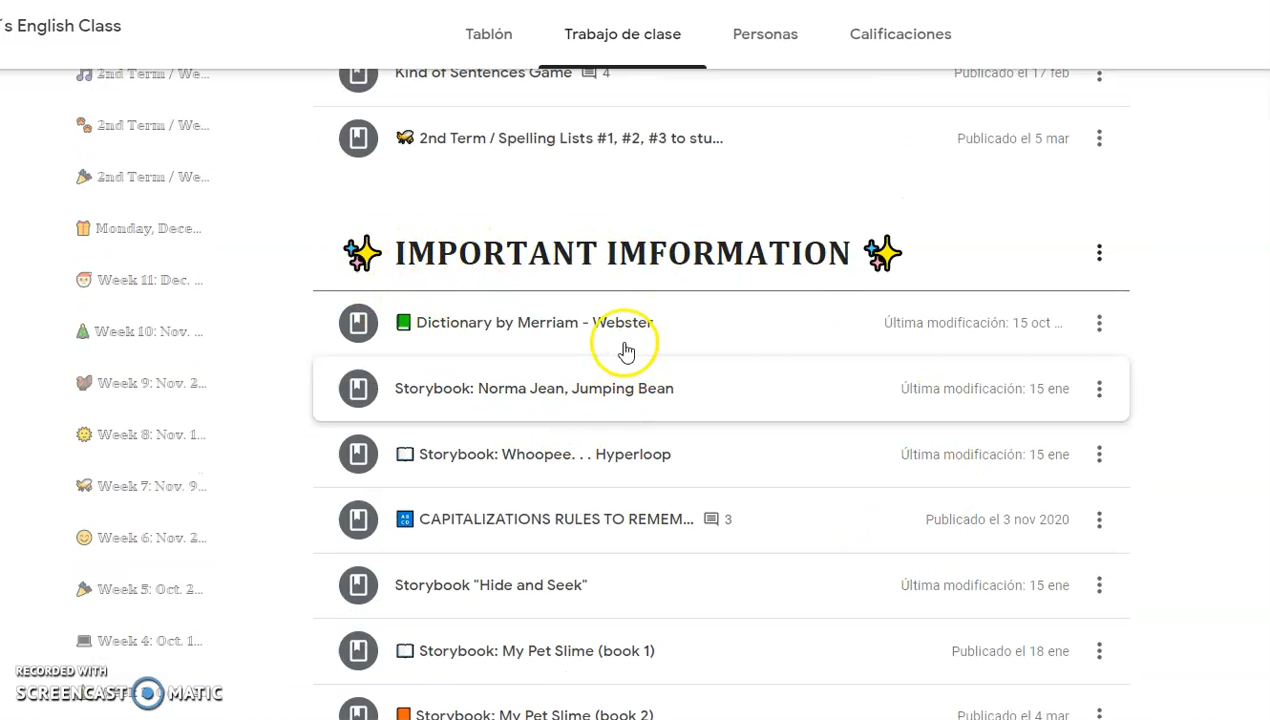 ´s English Class
Tablón
Trabajo de clase
Personas
Calificaciones
2nd Term / We...
2nd Term / We...
2nd Term / We...
Monday, Dece...
Week 11: Dec. ...
Week 10: Nov. ...
Week 9: Nov. 2...
Week 8: Nov. 1...
Week 7: Nov. 9...
Week 6: Nov. 2...
Week 5: Oct. 2...
Week 4: Oct. 1...
Kind of Sentences Game 4 Publicado el 17 feb
2nd Term / Spelling Lists #1, #2, #3 to stu... Publicado el 5 mar
IMPORTANT IMFORMATION
Dictionary by Merriam - Webster Última modificación: 15 oct ...
Storybook: Norma Jean, Jumping Bean Última modificación: 15 ene
Storybook: Whoopee. . . Hyperloop Última modificación: 15 ene
CAPITALIZATIONS RULES TO REMEM... 3 Publicado el 3 nov 2020
Storybook "Hide and Seek" Última modificación: 15 ene
Storybook: My Pet Slime (book 1) Publicado el 18 ene
Storybook: My Pet Slime (book 2) Publicado el 4 mar
RECORDED WITH
SCREENCAST MATIC